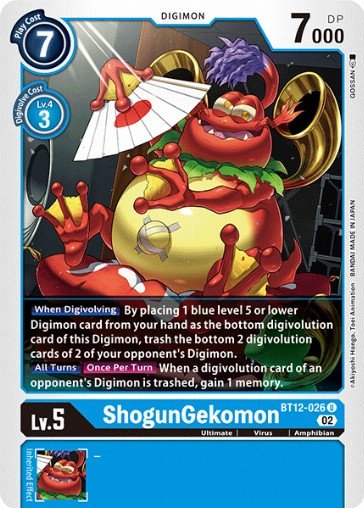 Play Cost
7
DIGIMON
7000
DP
Digivolve Cost
Lv.4
3
GOSSAN
©Akiyoshi Hongo, Toei Animation BANDAI MADE IN JAPAN
When Digivolving By placing 1 blue level 5 or lower
Digimon card from your hand as the bottom digivolution
card of this Digimon, trash the bottom 2 digivolution
cards of 2 of your opponent's Digimon.
All Turns Once Per Turn When a digivolution card of an
opponent's Digimon is trashed, gain 1 memory.
Lv.5
ShogunGekomon
BT12-026 U
02
Ultimate | Virus | Amphibian
Inherited Effect
-